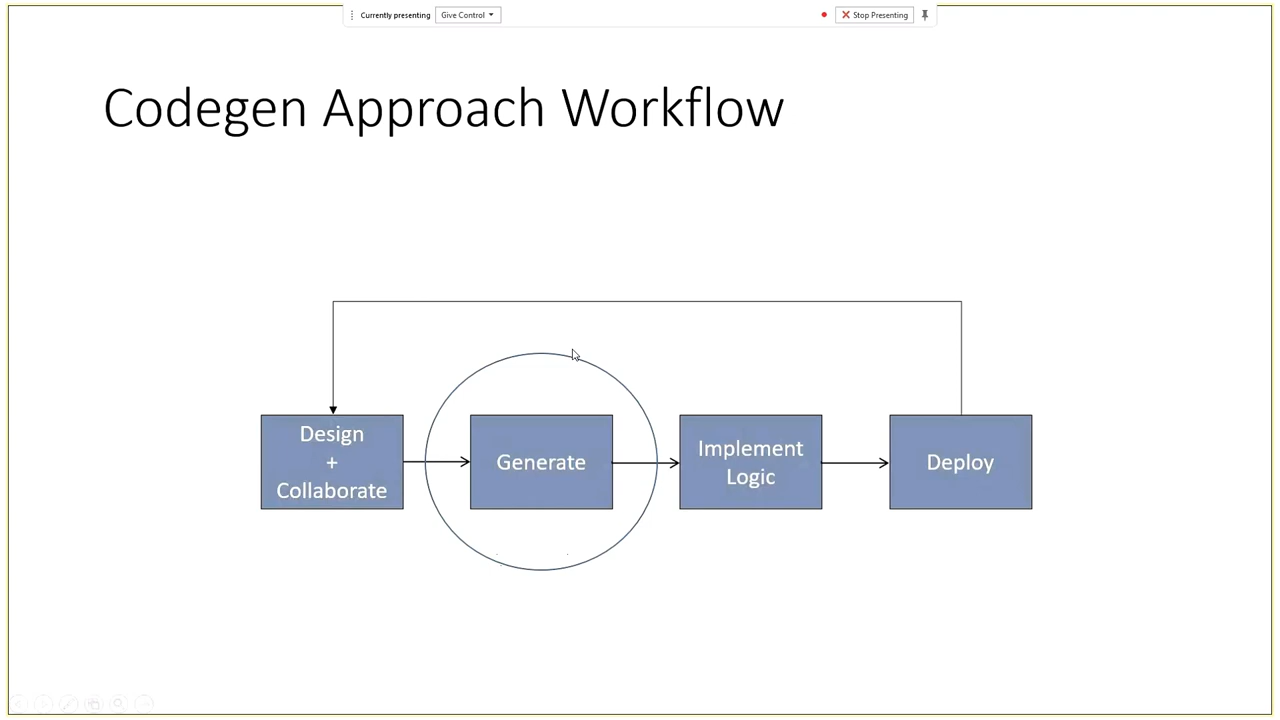 Currently presenting
Give Control
Stop Presenting
Codegen Approach Workflow
Design
+
Collaborate
Generate
Implement
Logic
Deploy